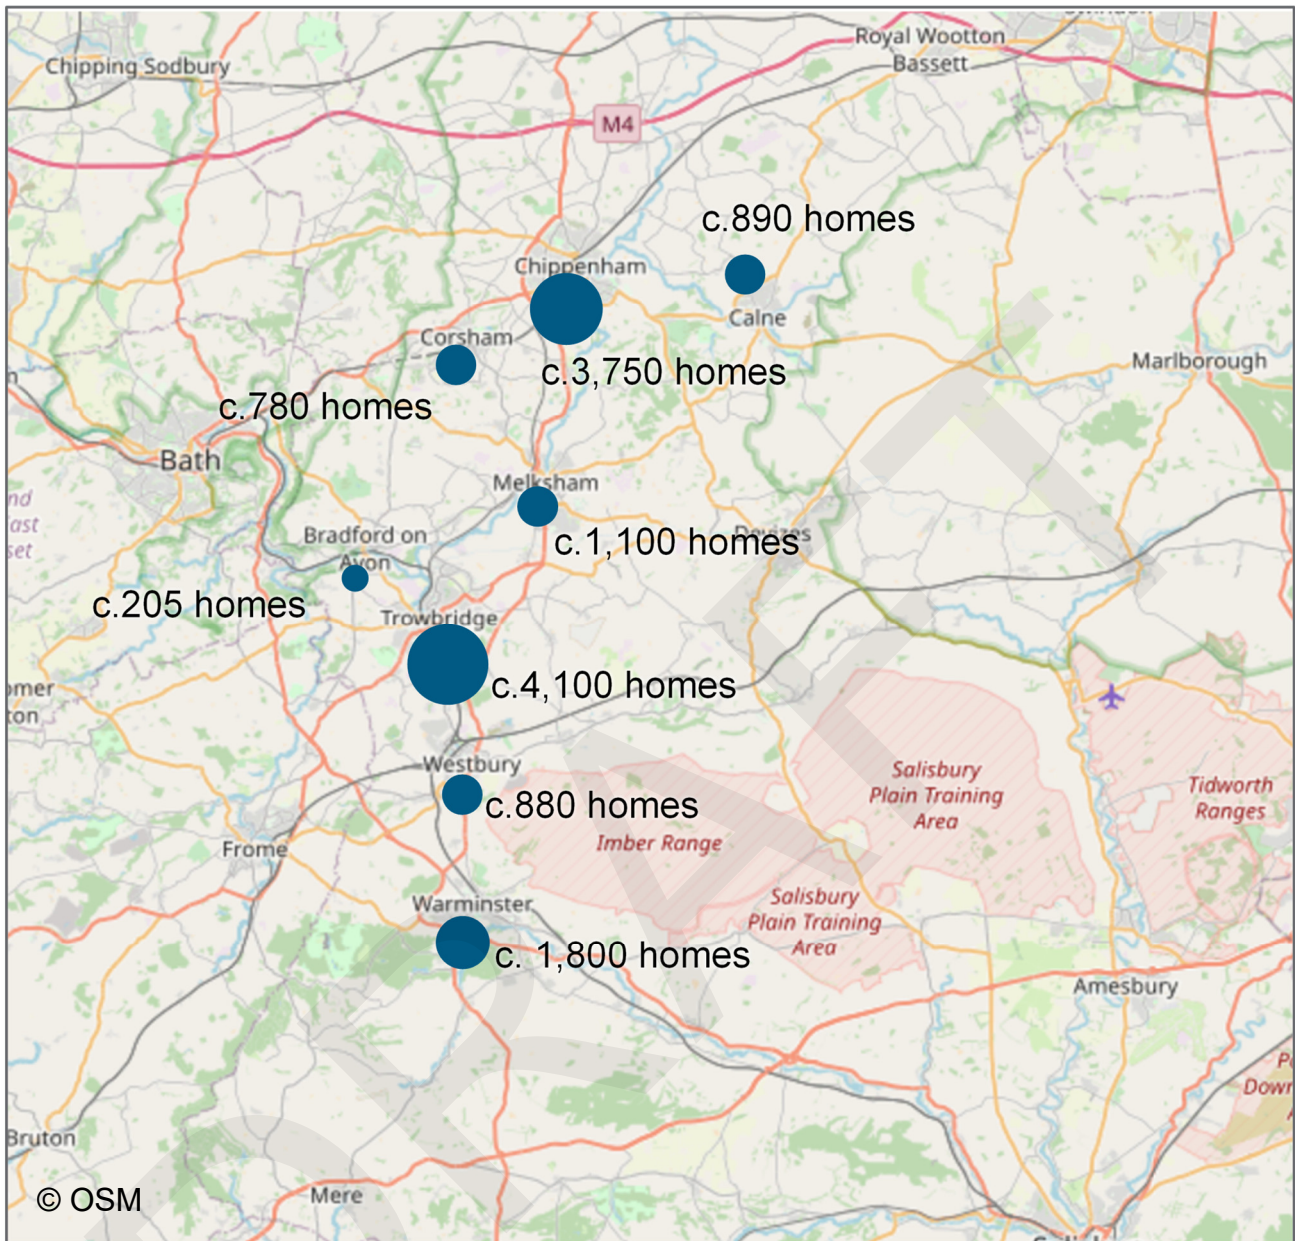 Chipping Sodbury
Royal Wootton
Bassett
M4
c.890 homes
Chippenham
Calne
Corsham
c.3,750 homes
Marlborough
c.780 homes
Bath
Melksham
Devizes
c.1,100 homes
Bradford on
Avon
c.205 homes
Trowbridge
c.4,100 homes
Westbury
c.880 homes
Salisbury
Plain Training
Area
Tidworth
Ranges
Imber Range
Frome
Warminster
c. 1,800 homes
Salisbury
Plain Training
Area
Amesbury
Bruton
Mere
© OSM
DRAFT